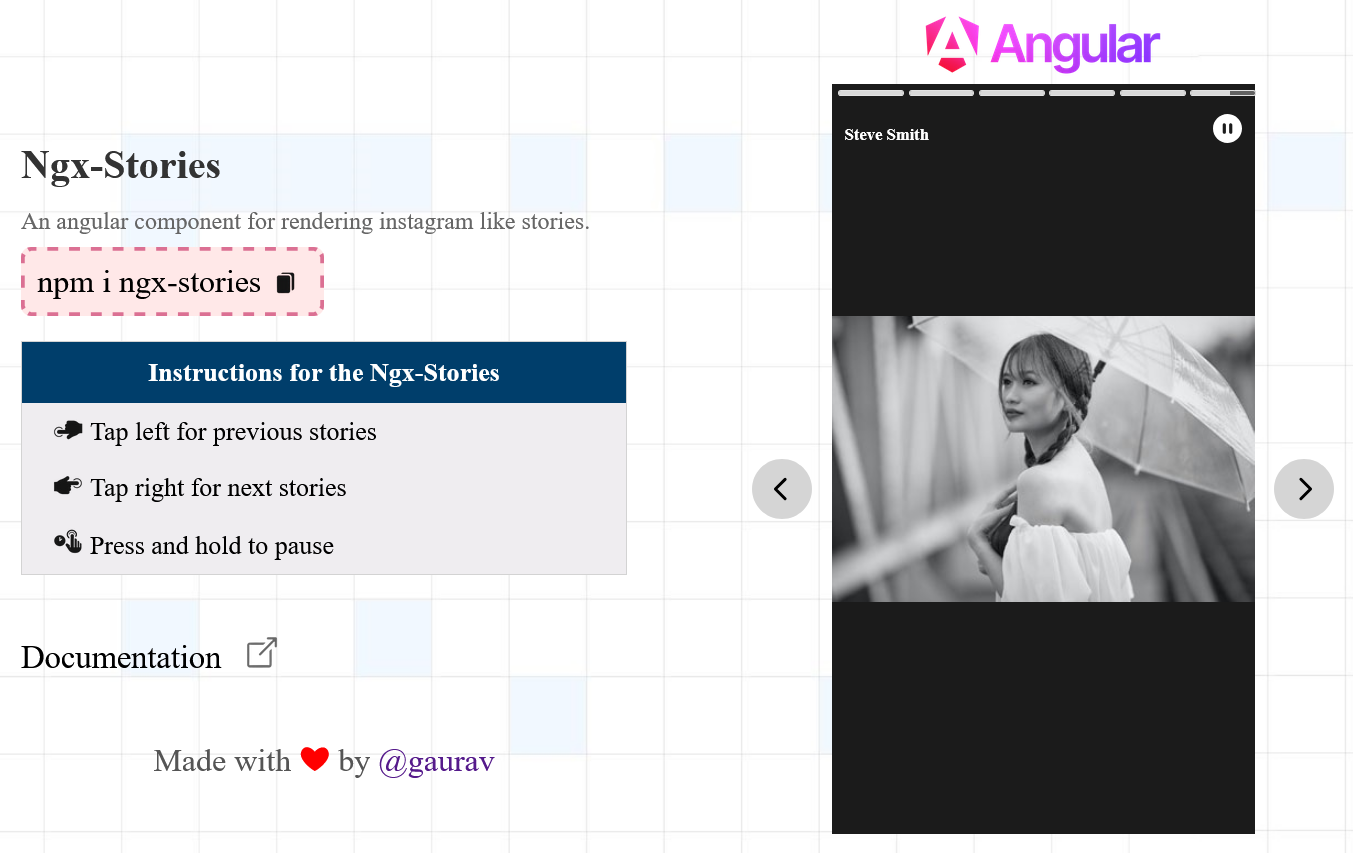 Angular
Steve Smith
Ngx-Stories
An angular component for rendering instagram like stories.
npm i ngx-stories
Instructions for the Ngx-Stories
Tap left for previous stories
Tap right for next stories
Press and hold to pause
Documentation
Made with ❤ by @gaurav